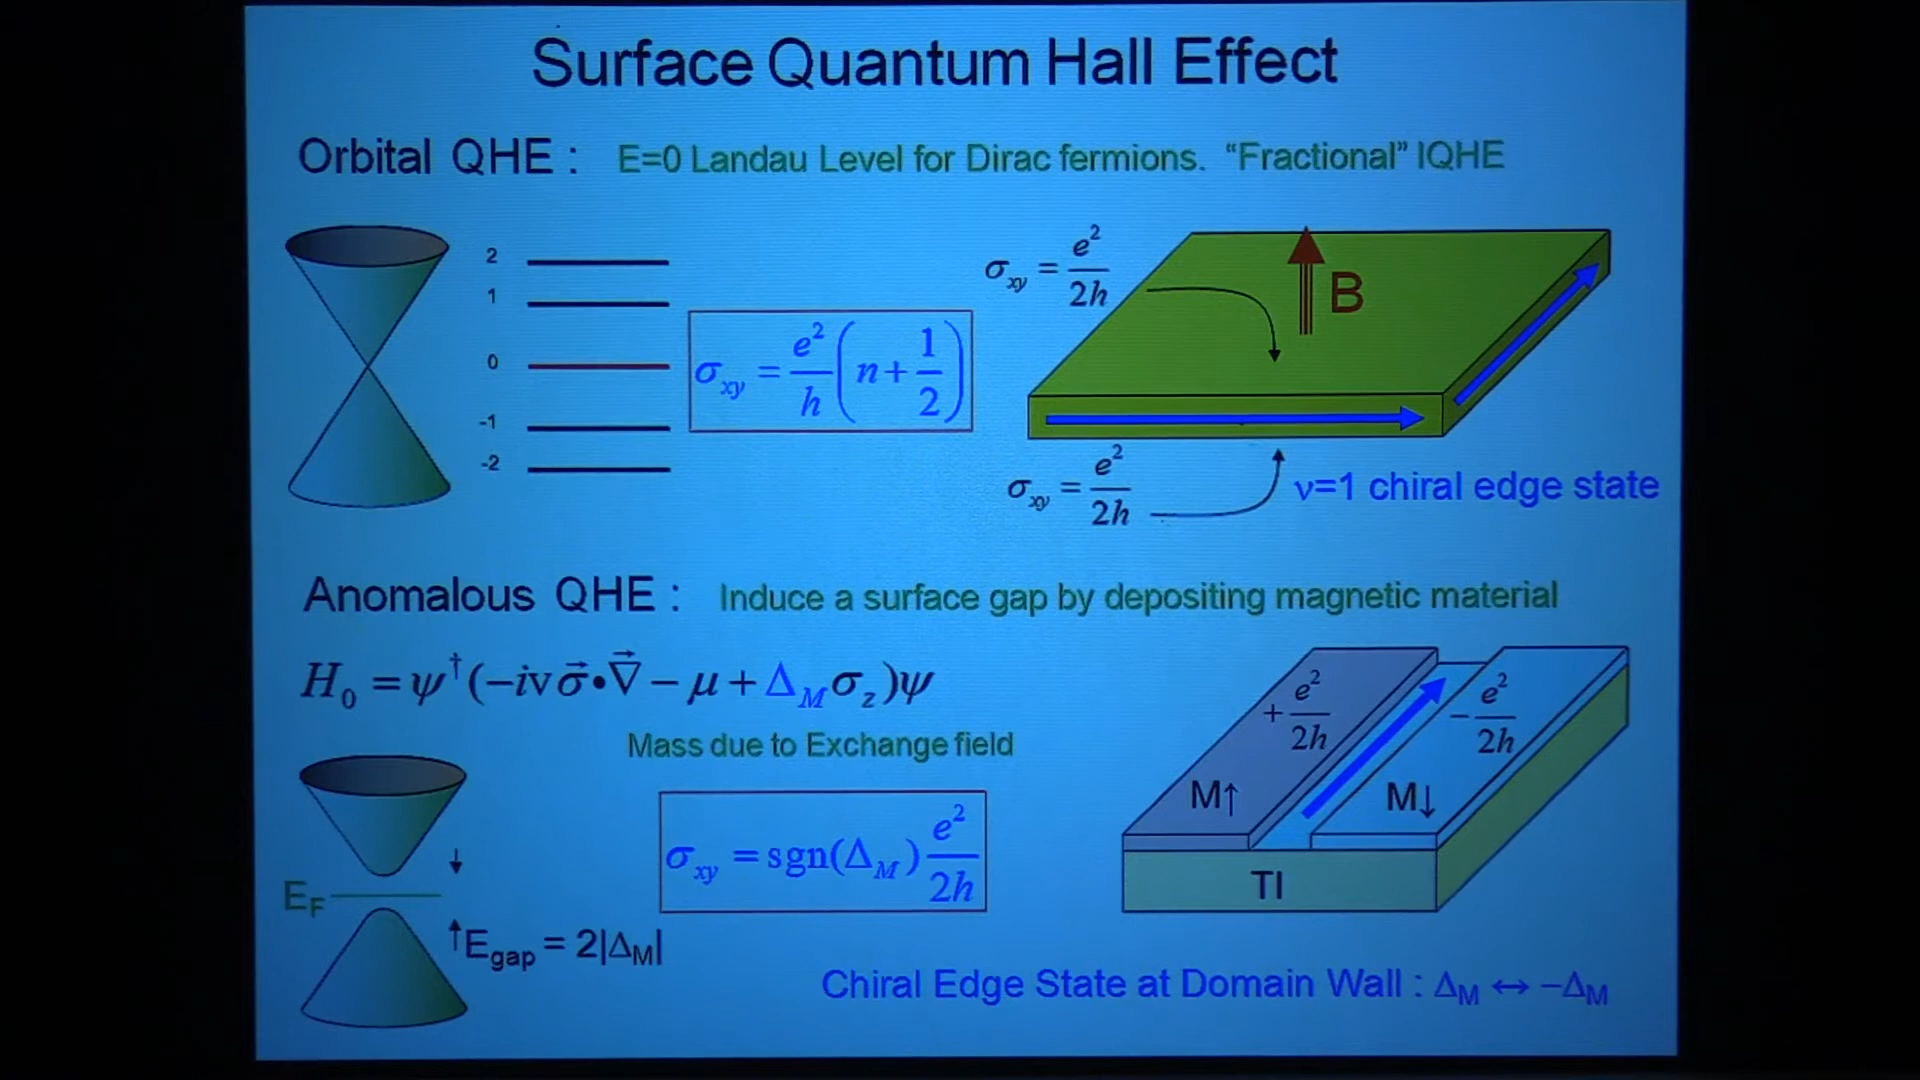 Surface Quantum Hall Effect
Orbital QHE : E=0 Landau Level for Dirac fermions. “Fractional” IQHE
2
1
0
-1
-2
σxy = e²/h (n + 1/2)
σxy = e²/2h
B
σxy = e²/2h
ν=1 chiral edge state
Anomalous QHE : Induce a surface gap by depositing magnetic material
H₀ = ψ†(−iv σ⃗•∇⃗ − μ + ΔM σz)ψ
Mass due to Exchange field
σxy = sgn(ΔM) e²/2h
EF
↑Egap = 2|ΔM|
+ e²/2h
− e²/2h
M↑
M↓
TI
Chiral Edge State at Domain Wall : ΔM ↔ −ΔM